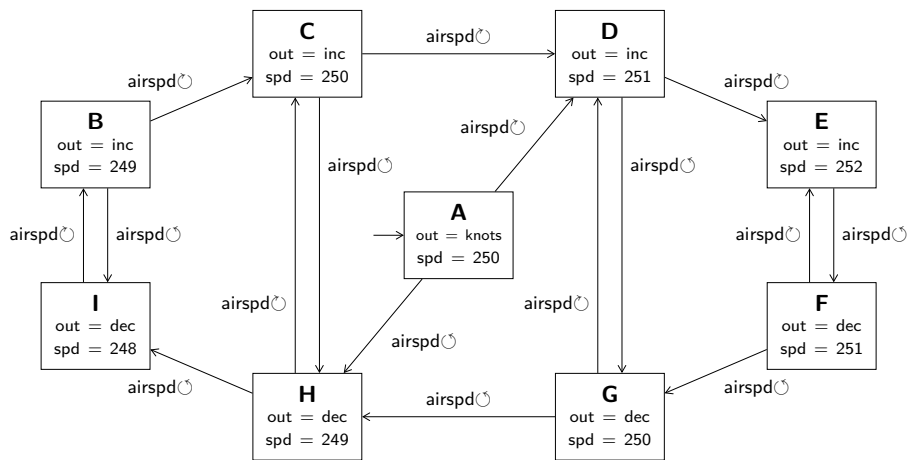 C
out = inc
spd = 250
airspd↻
D
out = inc
spd = 251
airspd↻
airspd↻
B
out = inc
spd = 249
E
out = inc
spd = 252
airspd↻
airspd↺
airspd↺
A
out = knots
spd = 250
airspd↻
airspd↺
airspd↻
airspd↺
I
out = dec
spd = 248
airspd↻
airspd↻
F
out = dec
spd = 251
airspd↺
airspd↺
airspd↺
airspd↺
H
out = dec
spd = 249
G
out = dec
spd = 250